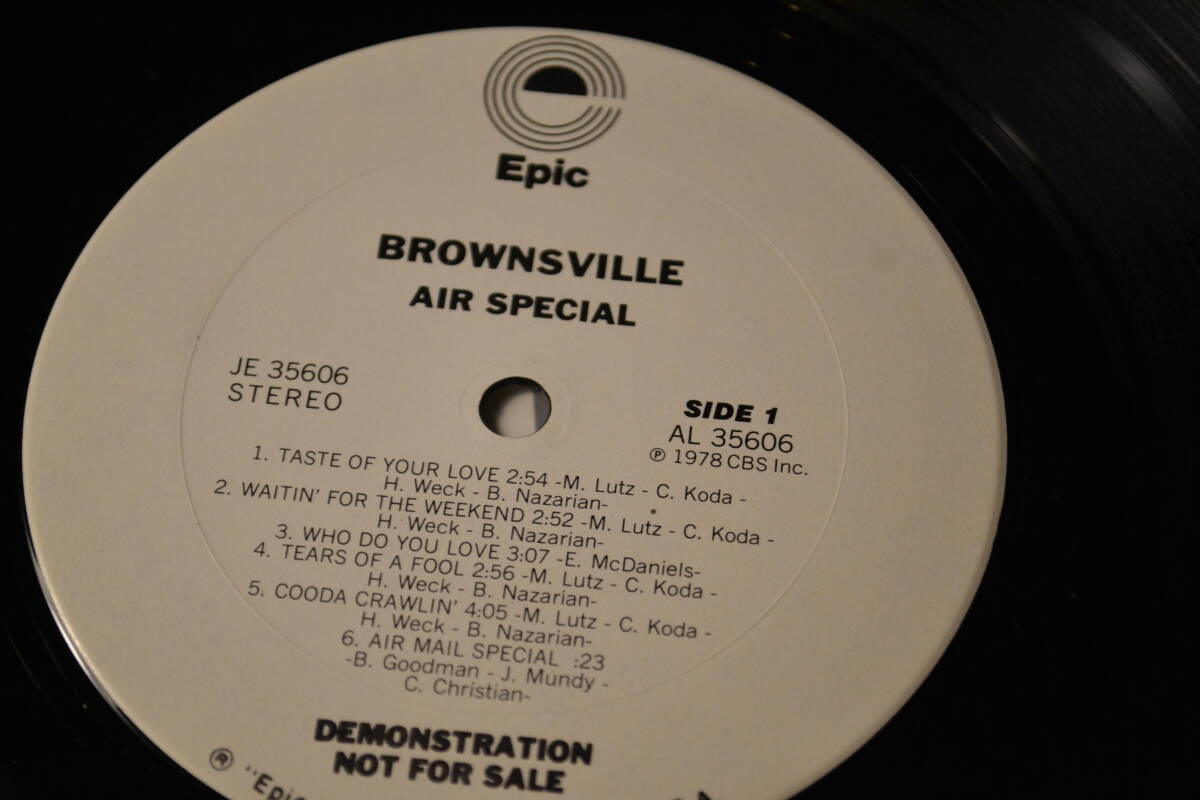 Epic
BROWNSVILLE
AIR SPECIAL
JE 35606
STEREO
SIDE 1
AL 35606
Ⓟ 1978 CBS Inc.
1. TASTE OF YOUR LOVE 2:54 -M. Lutz - C. Koda -
H. Weck - B. Nazarian-
2. WAITIN' FOR THE WEEKEND 2:52 -M. Lutz - C. Koda -
H. Weck - B. Nazarian-
3. WHO DO YOU LOVE 3:07 -E. McDaniels-
4. TEARS OF A FOOL 2:56 -M. Lutz - C. Koda -
H. Weck - B. Nazarian-
5. COODA CRAWLIN' 4:05 -M. Lutz - C. Koda -
H. Weck - B. Nazarian-
6. AIR MAIL SPECIAL :23
-B. Goodman - J. Mundy -
C. Christian-
DEMONSTRATION
NOT FOR SALE
® "Epic